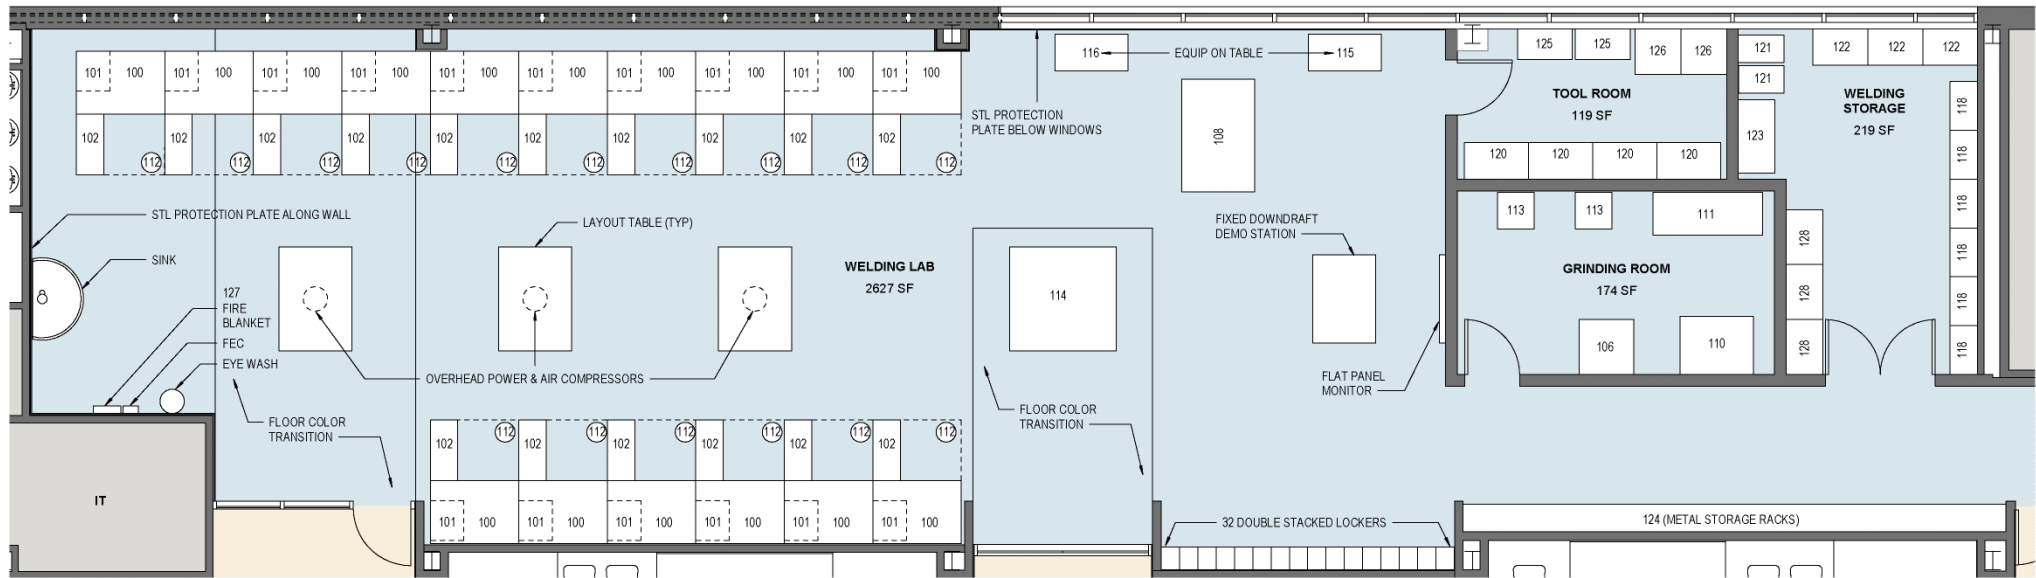 101 100 101 100 101 100 101 100 101 100 101 100 101 100 101 100 101 100 101 100
102 112 102 112 102 112 102 112 102 112 102 112 102 112 102 112 102 112 102 112
116
EQUIP ON TABLE
115
STL PROTECTION
PLATE BELOW WINDOWS
108
125 125 126 126
TOOL ROOM
119 SF
120 120 120 120
121
121
122 122 122
WELDING
STORAGE
219 SF
123
118
118
118
118
118
118
STL PROTECTION PLATE ALONG WALL
SINK
127
FIRE
BLANKET
FEC
EYE WASH
LAYOUT TABLE (TYP)
OVERHEAD POWER & AIR COMPRESSORS
WELDING LAB
2627 SF
114
FIXED DOWNDRAFT
DEMO STATION
FLAT PANEL
MONITOR
113 113 111
GRINDING ROOM
174 SF
106 110
128
128
128
FLOOR COLOR
TRANSITION
FLOOR COLOR
TRANSITION
102 112 102 112 102 112 102 112 102 112 102 112
101 100 101 100 101 100 101 100 101 100 101 100
IT
32 DOUBLE STACKED LOCKERS
124 (METAL STORAGE RACKS)